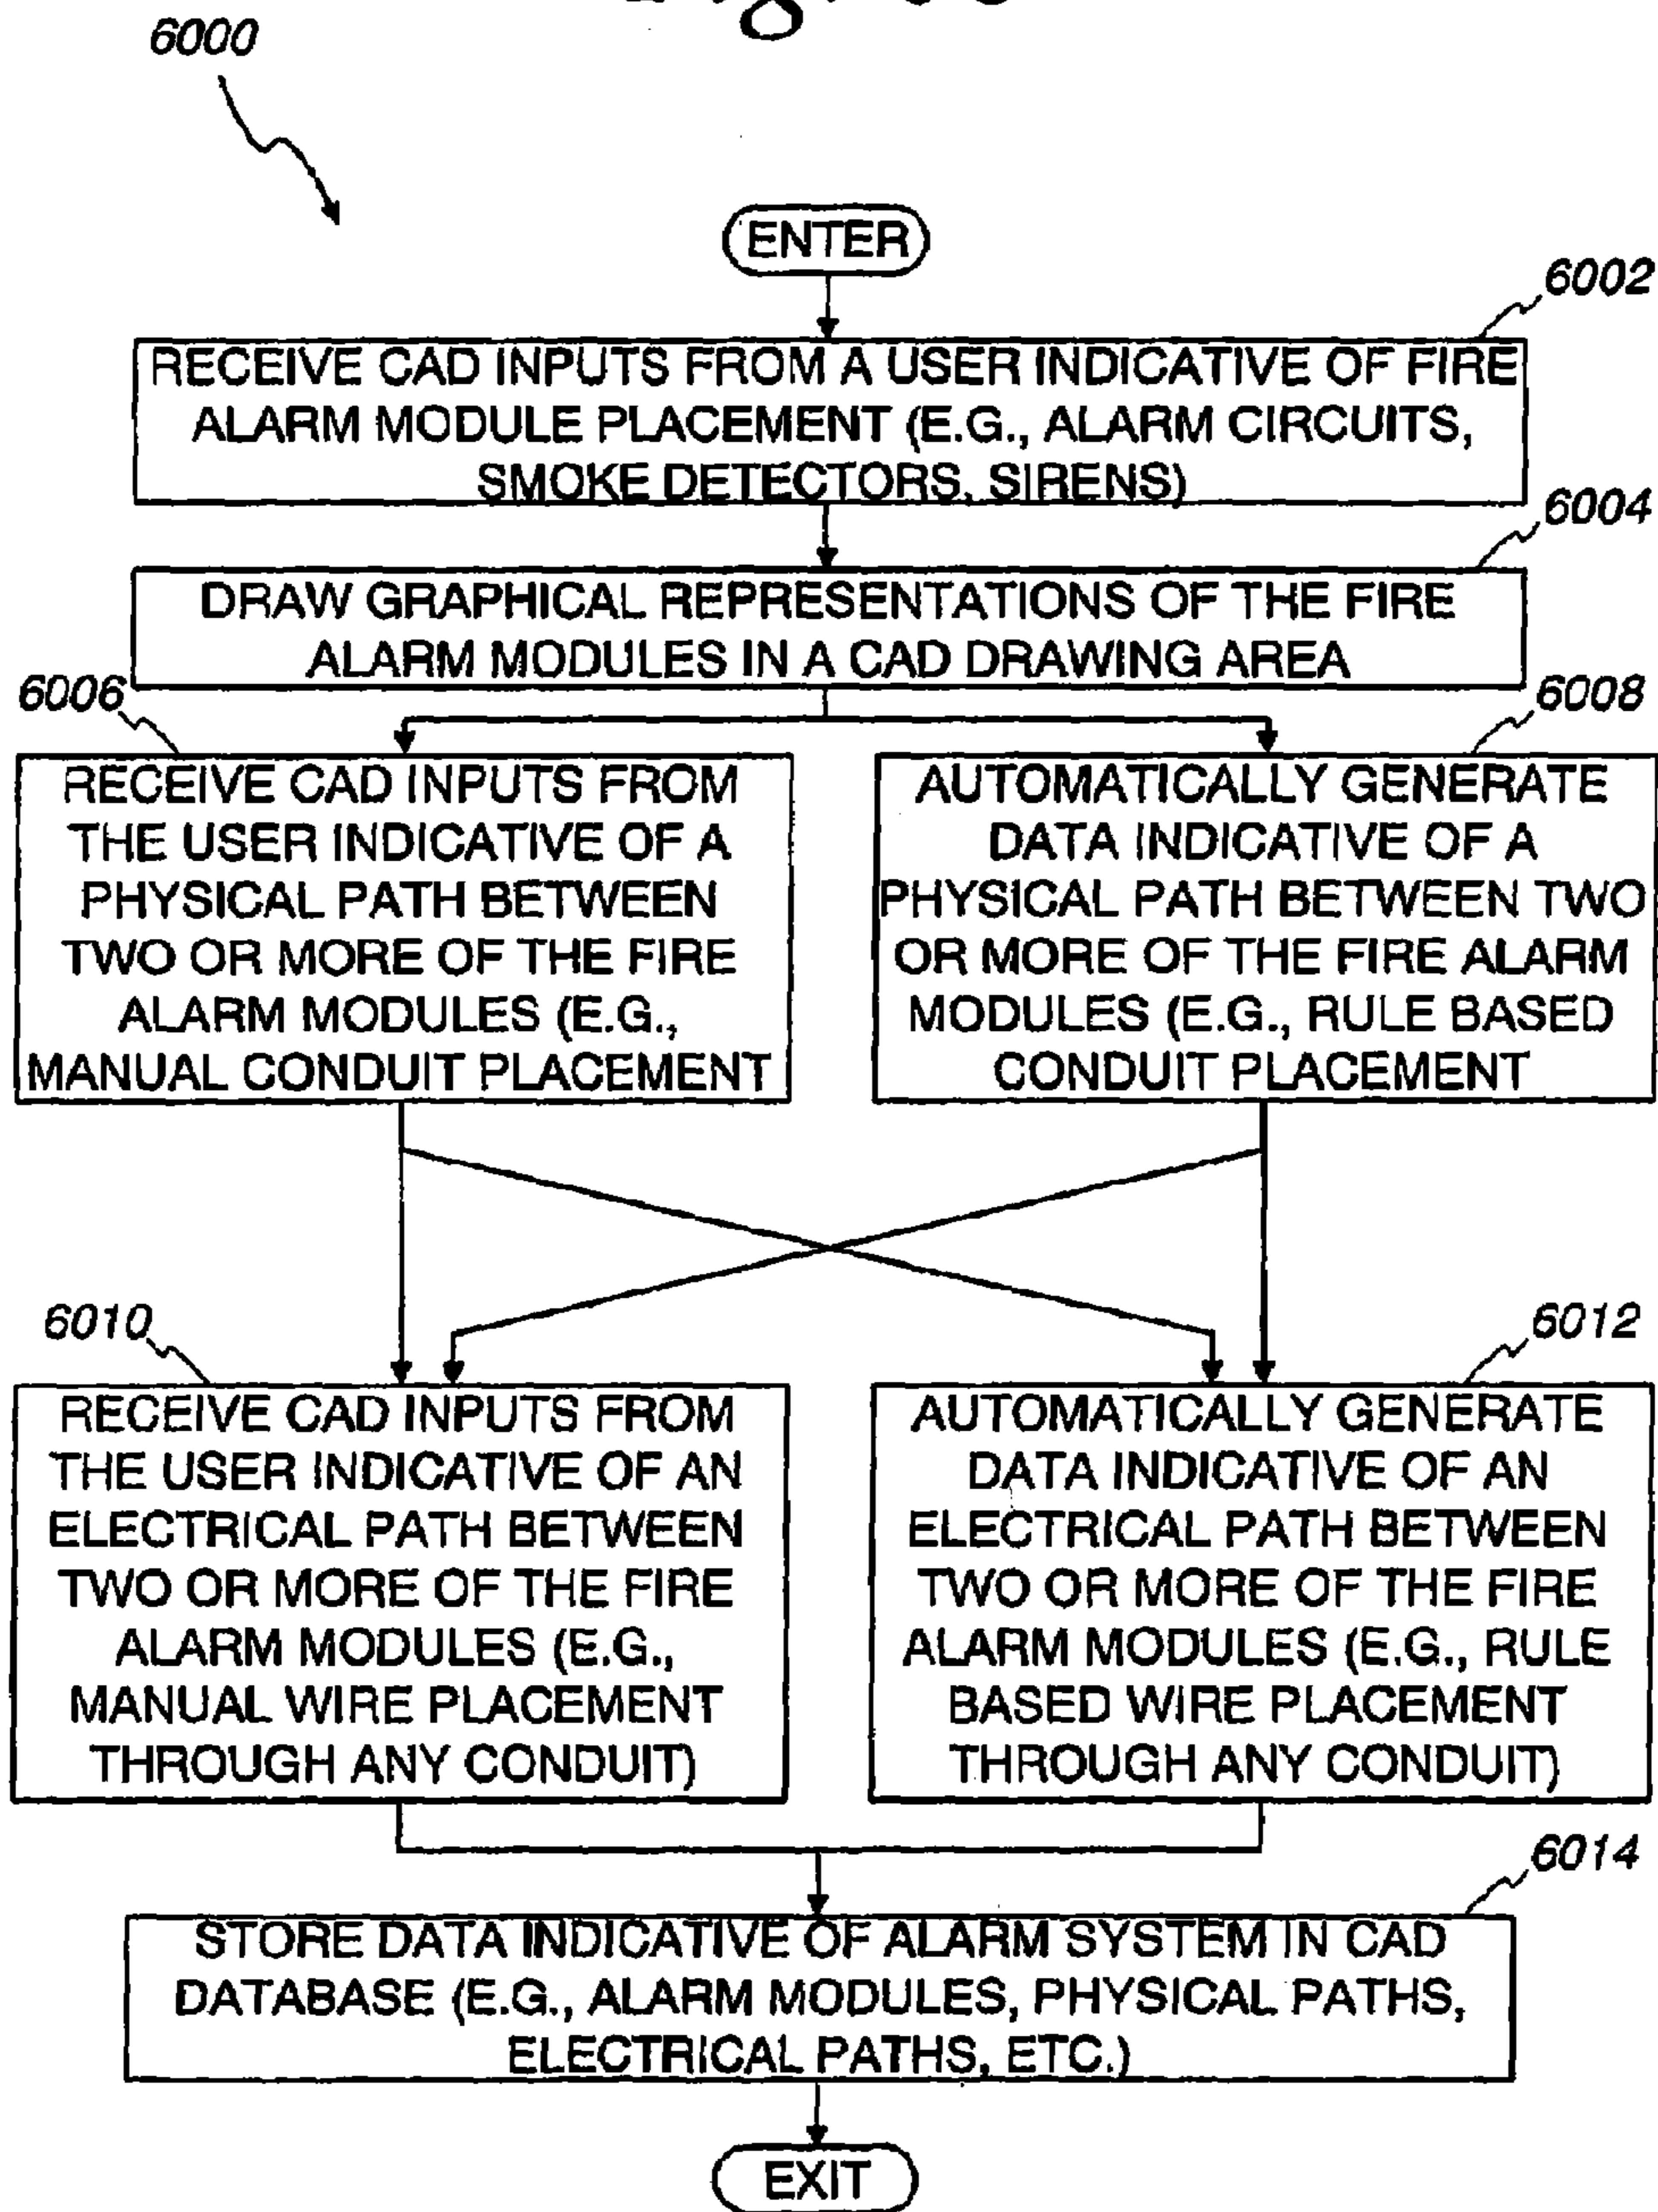 6000
ENTER
6002
RECEIVE CAD INPUTS FROM A USER INDICATIVE OF FIRE
ALARM MODULE PLACEMENT (E.G., ALARM CIRCUITS,
SMOKE DETECTORS, SIRENS)
6004
DRAW GRAPHICAL REPRESENTATIONS OF THE FIRE
ALARM MODULES IN A CAD DRAWING AREA
6006
RECEIVE CAD INPUTS FROM
THE USER INDICATIVE OF A
PHYSICAL PATH BETWEEN
TWO OR MORE OF THE FIRE
ALARM MODULES (E.G.,
MANUAL CONDUIT PLACEMENT
6008
AUTOMATICALLY GENERATE
DATA INDICATIVE OF A
PHYSICAL PATH BETWEEN TWO
OR MORE OF THE FIRE ALARM
MODULES (E.G., RULE BASED
CONDUIT PLACEMENT
6010
RECEIVE CAD INPUTS FROM
THE USER INDICATIVE OF AN
ELECTRICAL PATH BETWEEN
TWO OR MORE OF THE FIRE
ALARM MODULES (E.G.,
MANUAL WIRE PLACEMENT
THROUGH ANY CONDUIT)
6012
AUTOMATICALLY GENERATE
DATA INDICATIVE OF AN
ELECTRICAL PATH BETWEEN
TWO OR MORE OF THE FIRE
ALARM MODULES (E.G., RULE
BASED WIRE PLACEMENT
THROUGH ANY CONDUIT)
6014
STORE DATA INDICATIVE OF ALARM SYSTEM IN CAD
DATABASE (E.G., ALARM MODULES, PHYSICAL PATHS,
ELECTRICAL PATHS, ETC.)
EXIT